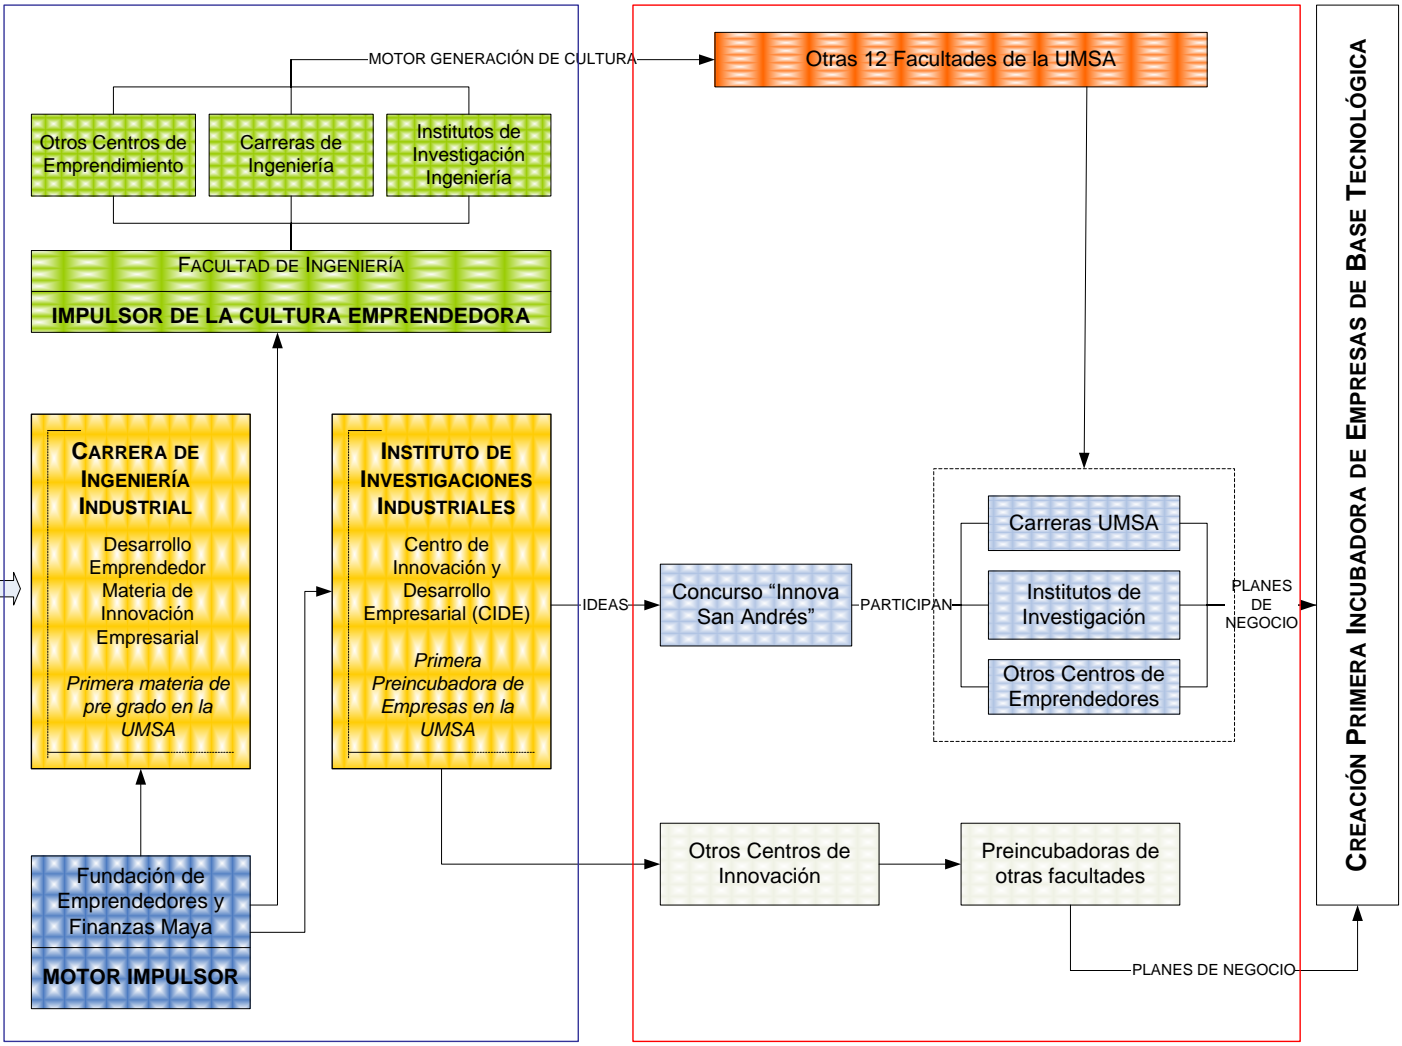 MOTOR GENERACIÓN DE CULTURA
Otras 12 Facultades de la UMSA
Otros Centros de
Emprendimiento
Carreras de
Ingeniería
Institutos de
Investigación
Ingeniería
FACULTAD DE INGENIERÍA
IMPULSOR DE LA CULTURA EMPRENDEDORA
CARRERA DE
INGENIERÍA
INDUSTRIAL
Desarrollo
Emprendedor
Materia de
Innovación
Empresarial
Primera materia de
pre grado en la
UMSA
INSTITUTO DE
INVESTIGACIONES
INDUSTRIALES
Centro de
Innovación y
Desarrollo
Empresarial (CIDE)
Primera
Preincubadora de
Empresas en la
UMSA
IDEAS
Concurso “Innova
San Andrés”
PARTICIPAN
Carreras UMSA
Institutos de
Investigación
Otros Centros de
Emprendedores
PLANES
DE
NEGOCIO
Fundación de
Emprendedores y
Finanzas Maya
MOTOR IMPULSOR
Otros Centros de
Innovación
Preincubadoras de
otras facultades
PLANES DE NEGOCIO
CREACIÓN PRIMERA INCUBADORA DE EMPRESAS DE BASE TECNOLÓGICA